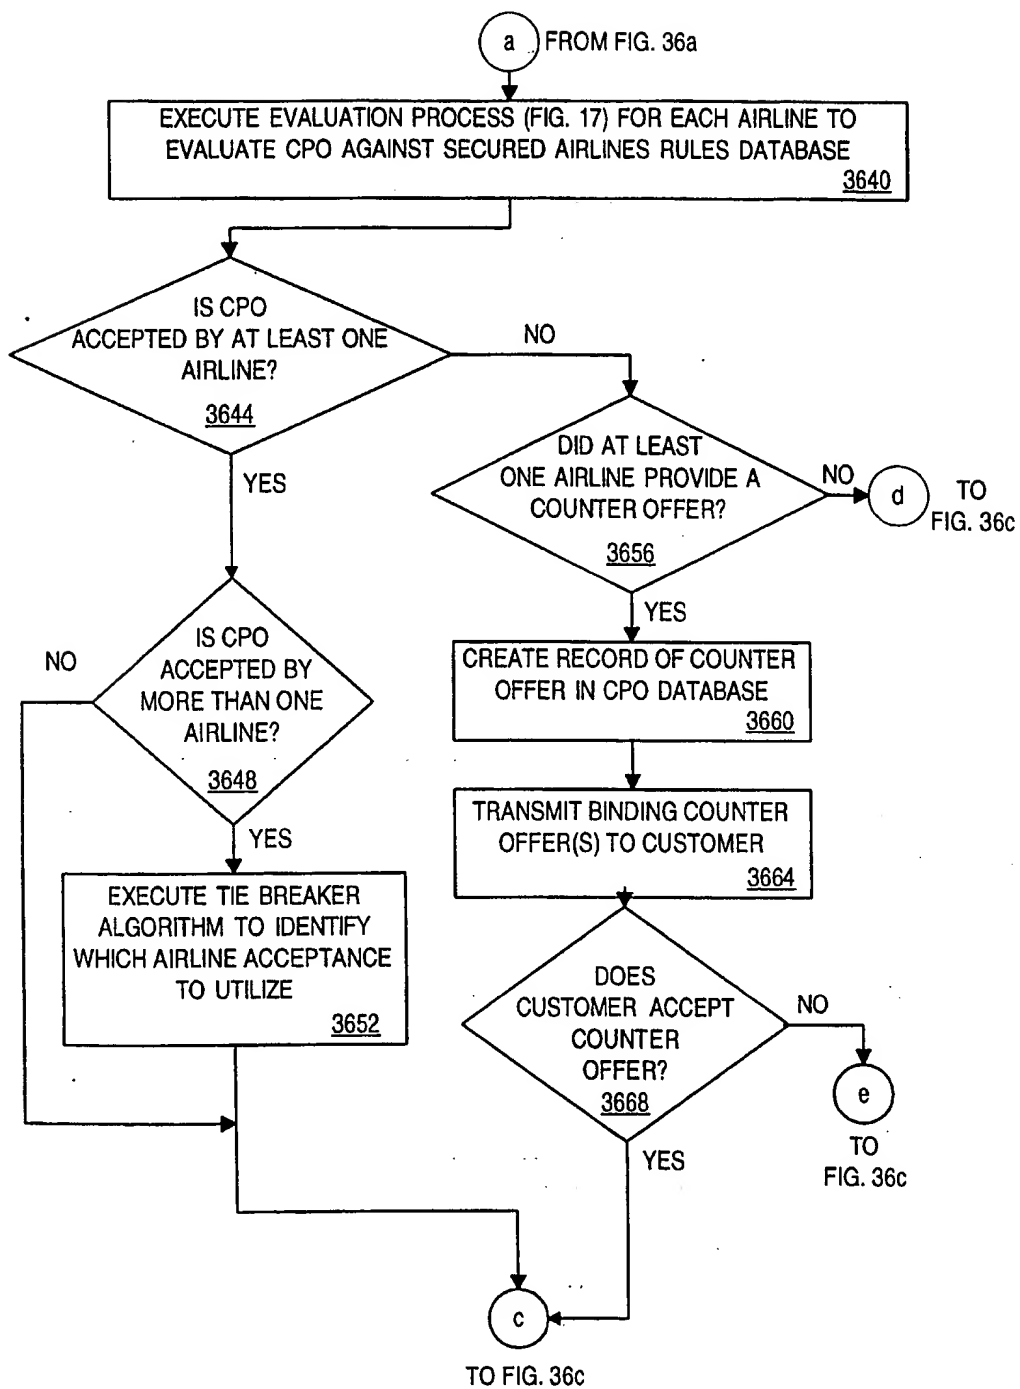 a FROM FIG. 36a
EXECUTE EVALUATION PROCESS (FIG. 17) FOR EACH AIRLINE TO
EVALUATE CPO AGAINST SECURED AIRLINES RULES DATABASE
3640
IS CPO
ACCEPTED BY AT LEAST ONE
AIRLINE?
3644
NO
YES
DID AT LEAST
ONE AIRLINE PROVIDE A
COUNTER OFFER?
3656
NO
d TO
FIG. 36c
YES
IS CPO
ACCEPTED BY
MORE THAN ONE
AIRLINE?
3648
NO
YES
CREATE RECORD OF COUNTER
OFFER IN CPO DATABASE
3660
TRANSMIT BINDING COUNTER
OFFER(S) TO CUSTOMER
3664
EXECUTE TIE BREAKER
ALGORITHM TO IDENTIFY
WHICH AIRLINE ACCEPTANCE
TO UTILIZE
3652
DOES
CUSTOMER ACCEPT
COUNTER
OFFER?
3668
NO
e
TO
FIG. 36c
YES
c
TO FIG. 36c